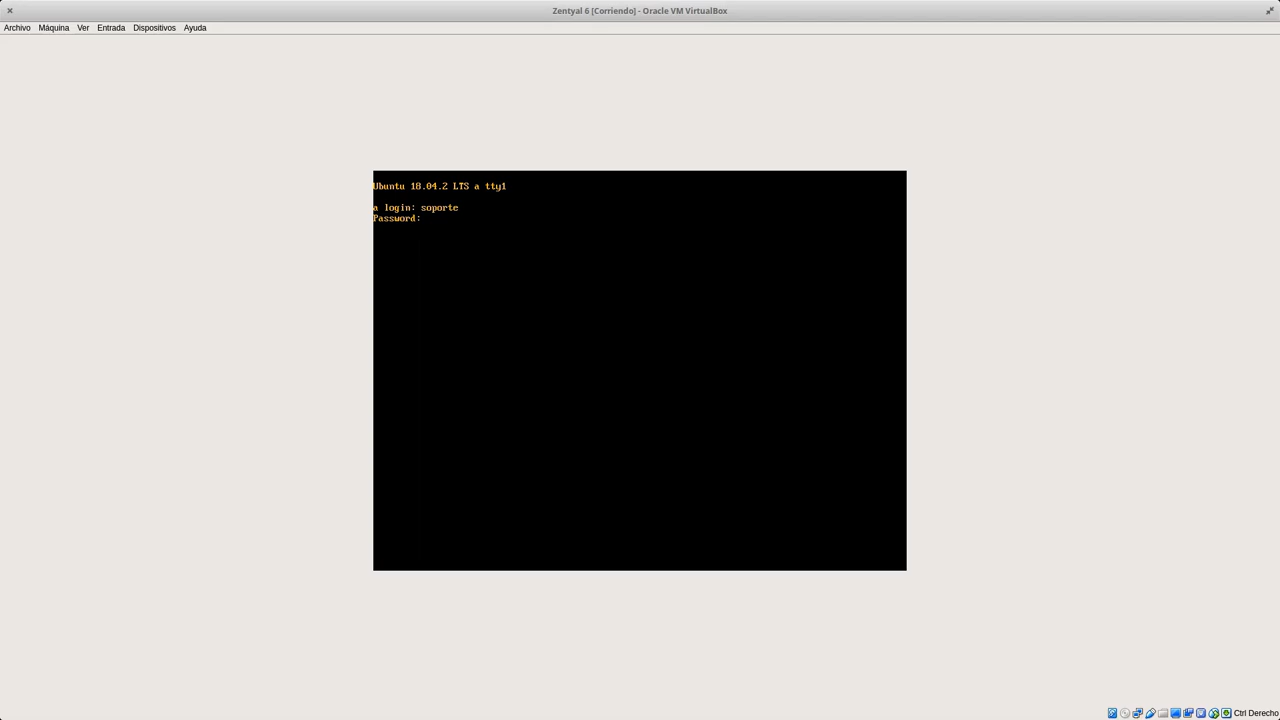 Zentyal 6 [Corriendo] - Oracle VM VirtualBox
Archivo Máquina Ver Entrada Dispositivos Ayuda
Ubuntu 18.04.2 LTS a tty1
a login: soporte
Password:
Ctrl Derecho